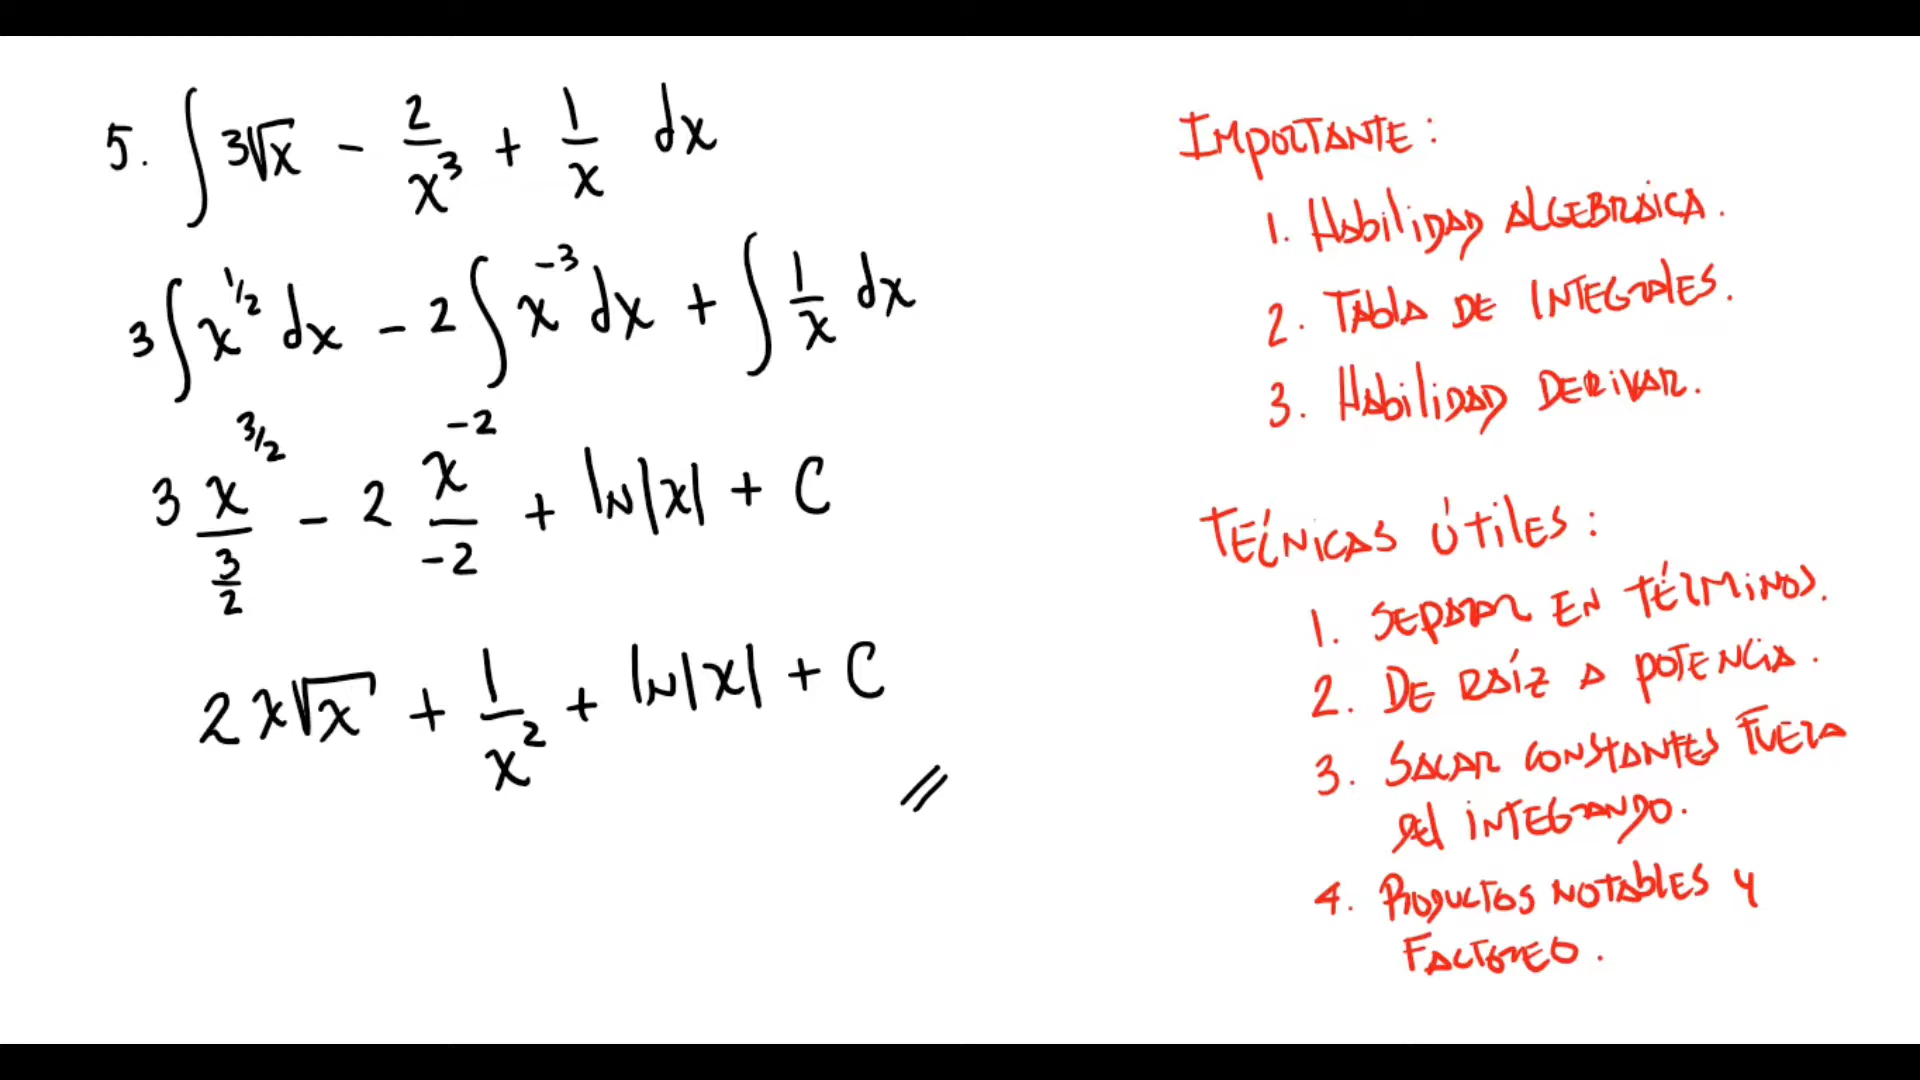 5. ∫ 3√x - 2/x³ + 1/x dx
3∫x^1/2 dx - 2∫x^-3 dx + ∫1/x dx
3 x^3/2 / 3/2 - 2 x^-2 / -2 + ln|x| + C
2x√x + 1/x² + ln|x| + C //
IMPORTANTE:
1. HAbiliDAD ALGEBRAiCA.
2. TAblA DE INTEGRALES.
3. HAbiliDAD DERiVAR.
TÉCNiCAS ÚTilES:
1. SEPARAR EN TÉRMiNOS.
2. DE RAÍZ A POTENCiA.
3. SACAR CONSTANTES FUERA
DEl iNTEGRANDO.
4. PRODUCTOS NOTAbLES Y
FACTOREO.